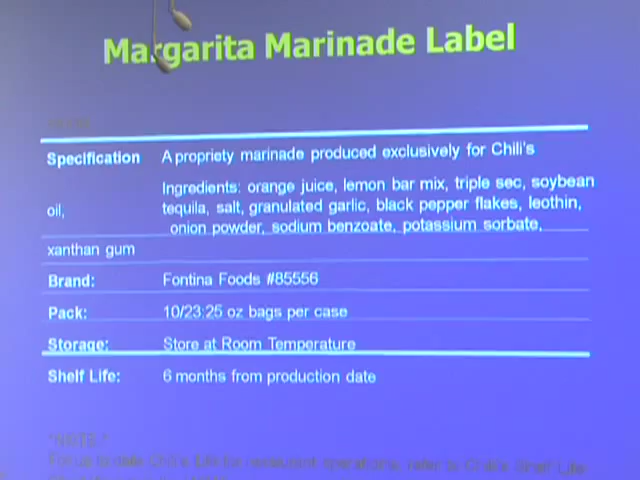 Margarita Marinade Label
Specification A propriety marinade produced exclusively for Chili's
Ingredients: orange juice, lemon bar mix, triple sec, soybean
oil, tequila, salt, granulated garlic, black pepper flakes, leothin,
onion powder, sodium benzoate, potassium sorbate,
xanthan gum
Brand: Fontina Foods #85556
Pack: 10/23:25 oz bags per case
Storage: Store at Room Temperature
Shelf Life: 6 months from production date
*NOTE:*